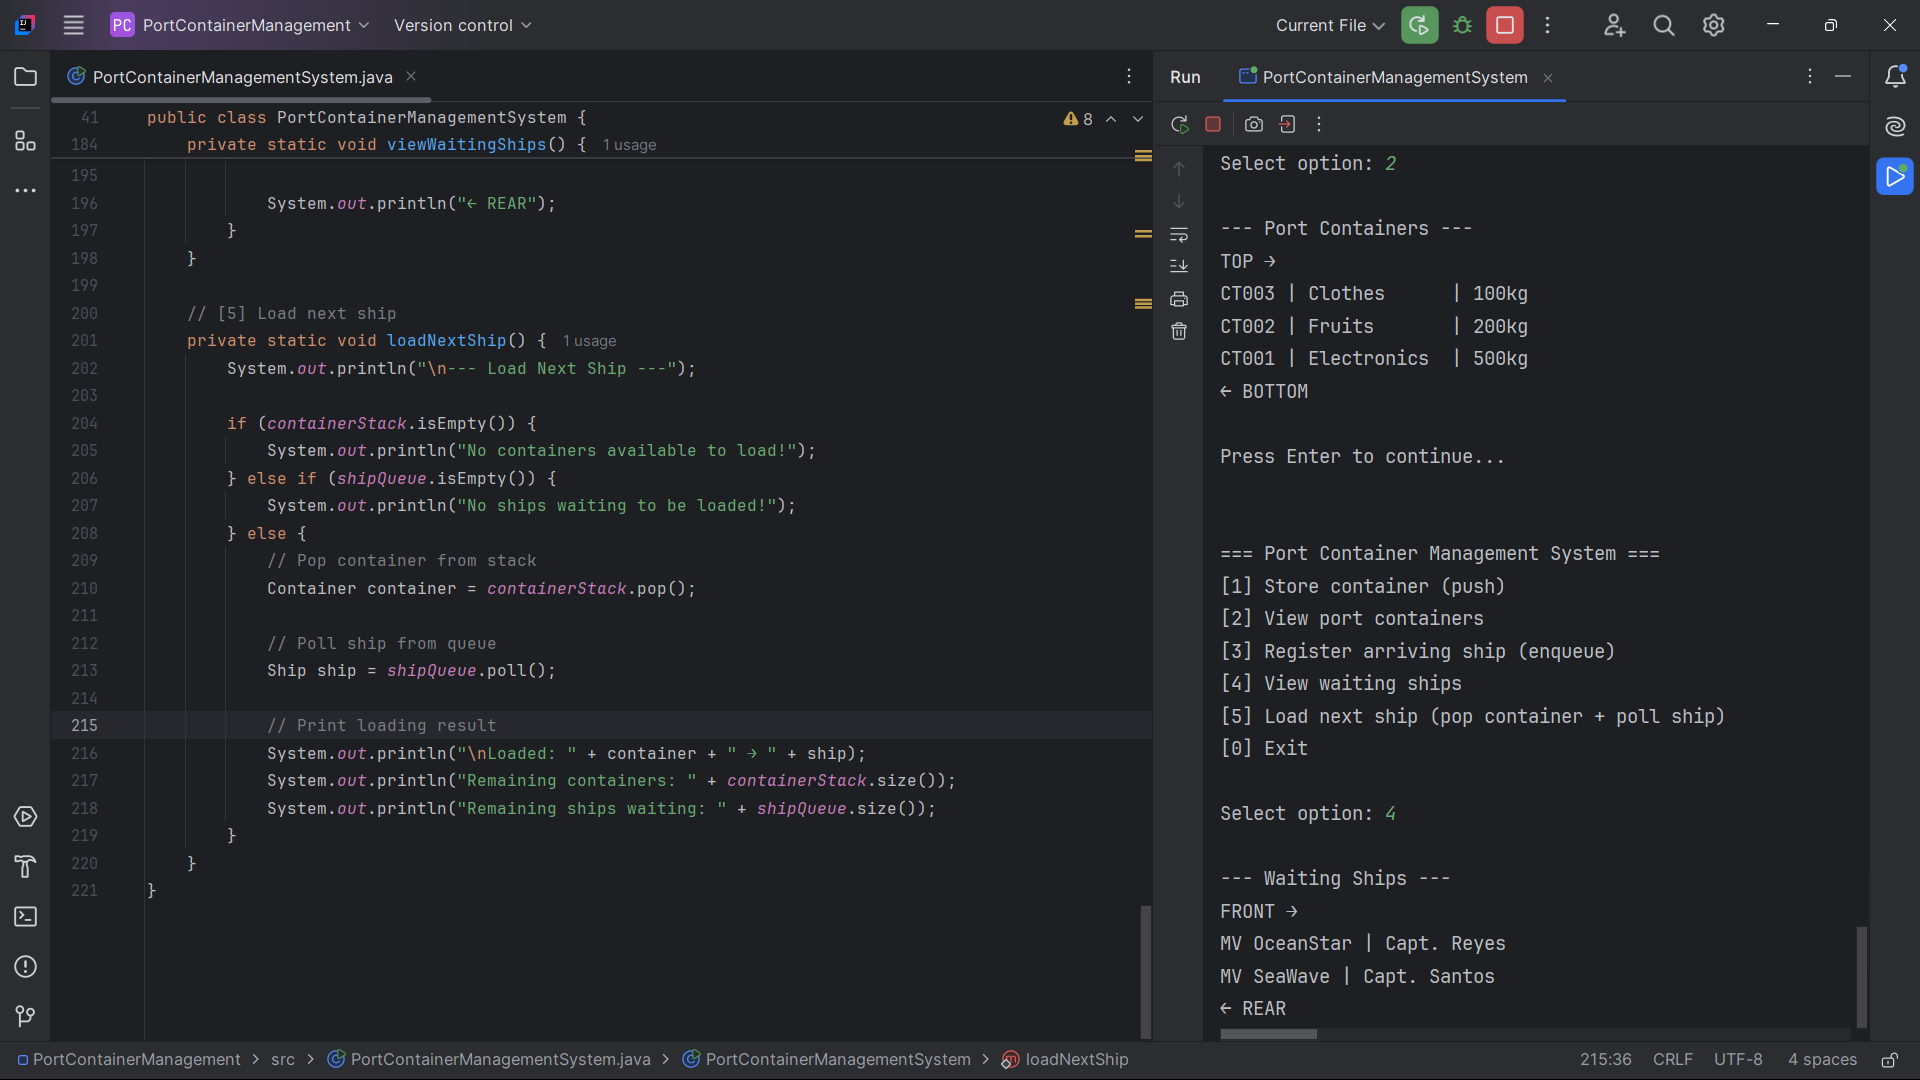 PC PortContainerManagement Version control Current File
PortContainerManagementSystem.java
41 public class PortContainerManagementSystem { 8
184 private static void viewWaitingShips() { 1 usage
195
196 System.out.println("← REAR");
197 }
198 }
199
200 // [5] Load next ship
201 private static void loadNextShip() { 1 usage
202 System.out.println("\n--- Load Next Ship ---");
203
204 if (containerStack.isEmpty()) {
205 System.out.println("No containers available to load!");
206 } else if (shipQueue.isEmpty()) {
207 System.out.println("No ships waiting to be loaded!");
208 } else {
209 // Pop container from stack
210 Container container = containerStack.pop();
211
212 // Poll ship from queue
213 Ship ship = shipQueue.poll();
214
215 // Print loading result
216 System.out.println("\nLoaded: " + container + " → " + ship);
217 System.out.println("Remaining containers: " + containerStack.size());
218 System.out.println("Remaining ships waiting: " + shipQueue.size());
219 }
220 }
221 }
Run PortContainerManagementSystem
Select option: 2
--- Port Containers ---
TOP →
CT003 | Clothes | 100kg
CT002 | Fruits | 200kg
CT001 | Electronics | 500kg
← BOTTOM
Press Enter to continue...
=== Port Container Management System ===
[1] Store container (push)
[2] View port containers
[3] Register arriving ship (enqueue)
[4] View waiting ships
[5] Load next ship (pop container + poll ship)
[0] Exit
Select option: 4
--- Waiting Ships ---
FRONT →
MV OceanStar | Capt. Reyes
MV SeaWave | Capt. Santos
← REAR
PortContainerManagement > src > PortContainerManagementSystem.java > PortContainerManagementSystem > loadNextShip 215:36 CRLF UTF-8 4 spaces